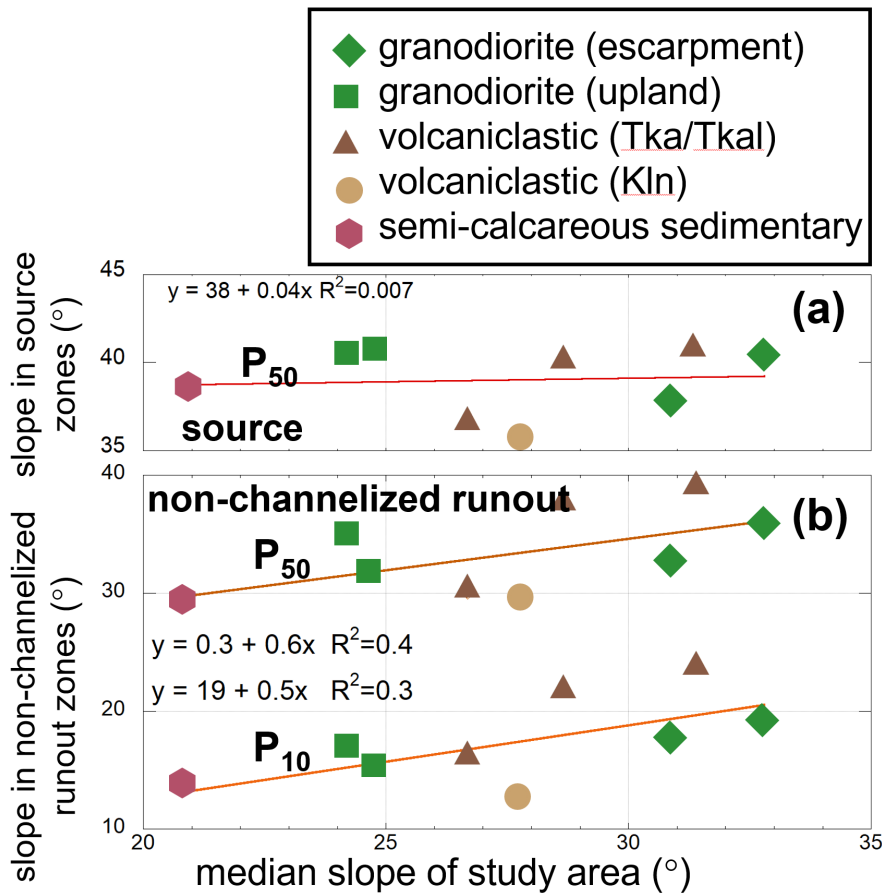 granodiorite (escarpment)
granodiorite (upland)
volcaniclastic (Tka/Tkal)
volcaniclastic (Kln)
semi-calcareous sedimentary
slope in source
zones (°)
45
40
35
y = 38 + 0.04x R²=0.007
(a)
P₅₀
source
slope in non-channelized
runout zones (°)
40
30
20
10
non-channelized runout
(b)
P₅₀
y = 0.3 + 0.6x R²=0.4
y = 19 + 0.5x R²=0.3
P₁₀
20 25 30 35
median slope of study area (°)